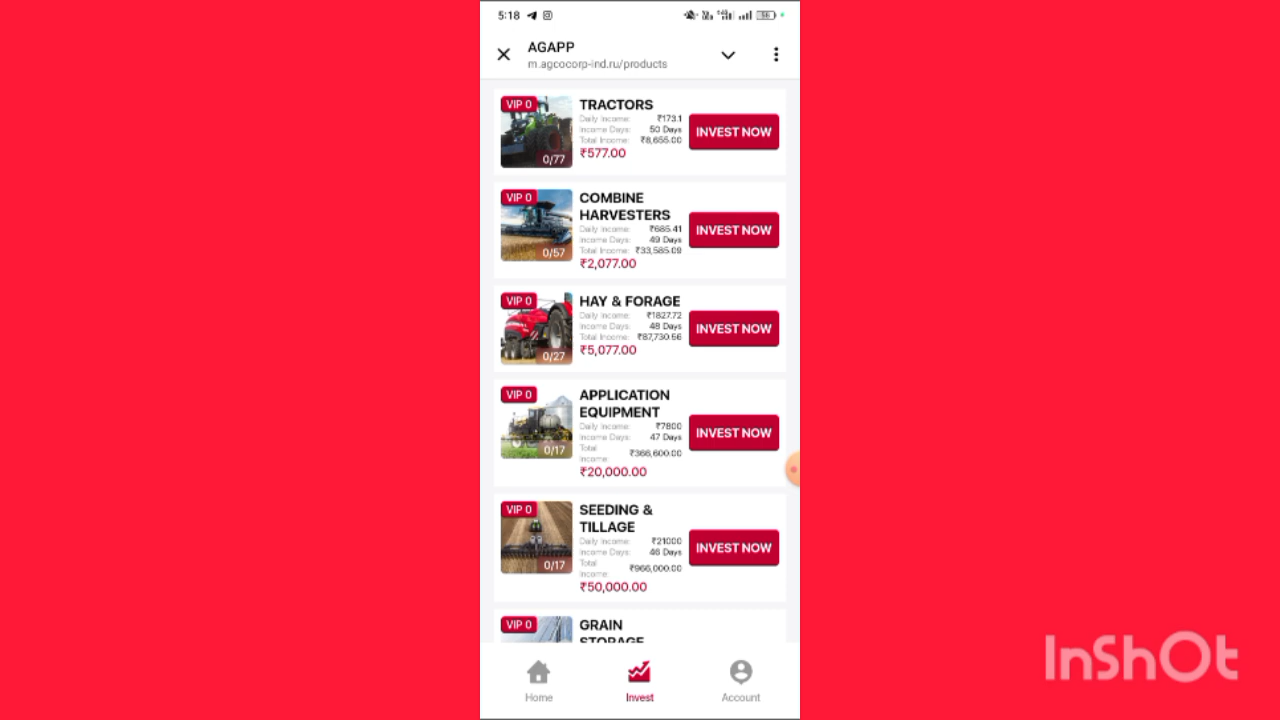 5:18
56
AGAPP
m.agcocorp-ind.ru/products
VIP 0
0/77
TRACTORS
Daily Income: ₹173.1
Income Days: 50 Days
Total Income: ₹8,655.00
₹577.00
INVEST NOW
VIP 0
0/57
COMBINE
HARVESTERS
Daily Income: ₹685.41
Income Days: 49 Days
Total Income: ₹33,585.09
₹2,077.00
INVEST NOW
VIP 0
0/27
HAY & FORAGE
Daily Income: ₹1827.72
Income Days: 48 Days
Total Income: ₹87,730.56
₹5,077.00
INVEST NOW
VIP 0
0/17
APPLICATION
EQUIPMENT
Daily Income: ₹7800
Income Days: 47 Days
Total
Income: ₹366,600.00
₹20,000.00
INVEST NOW
VIP 0
0/17
SEEDING &
TILLAGE
Daily Income: ₹21000
Income Days: 46 Days
Total
Income: ₹966,000.00
₹50,000.00
INVEST NOW
VIP 0
GRAIN
STORAGE
Home
Invest
Account
InShOt